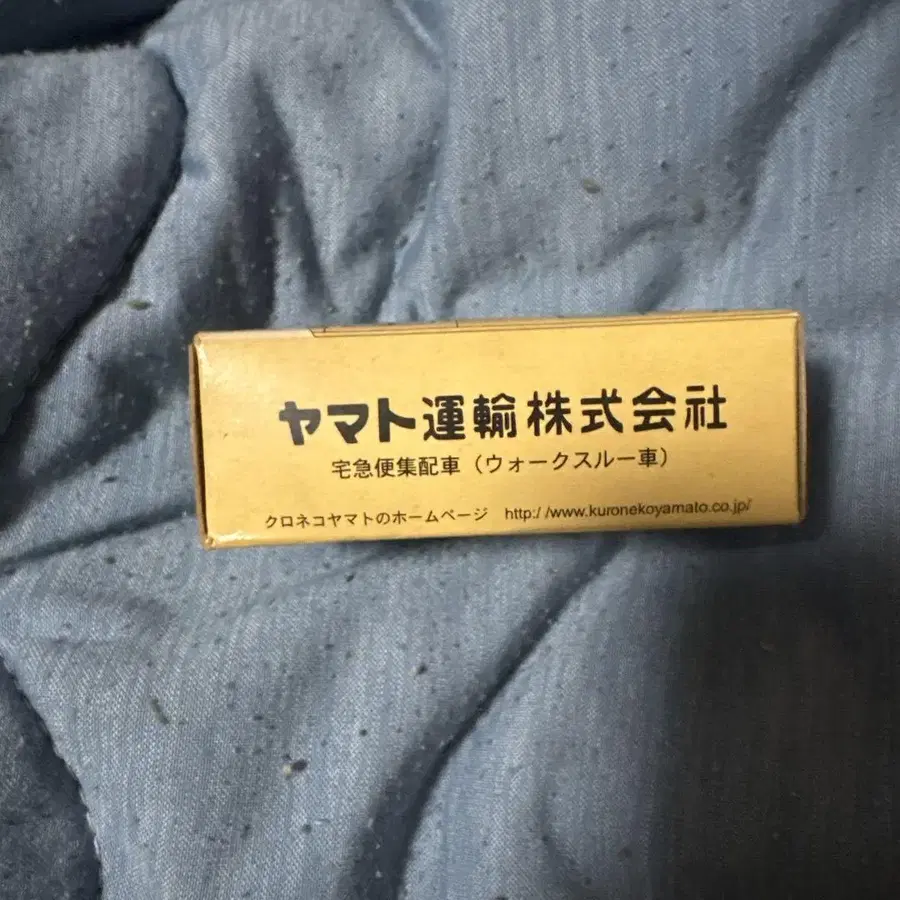 ヤマト運輸株式会社
宅急便集配車（ウォークスルー車）
クロネコヤマトのホームページ http://www.kuronekoyamato.co.jp/